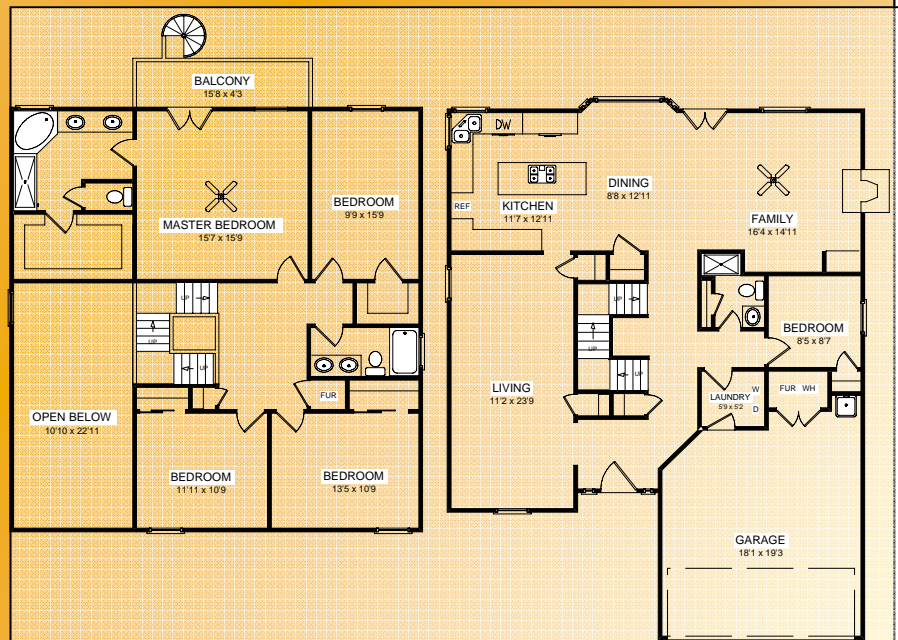 BALCONY
15'8 x 4'3
MASTER BEDROOM
15'7 x 15'9
BEDROOM
9'9 x 15'9
UP
UP
UP
OPEN BELOW
10'10 x 22'11
FUR
BEDROOM
11'11 x 10'9
BEDROOM
13'5 x 10'9
DW
REF
KITCHEN
11'7 x 12'11
DINING
8'8 x 12'11
FAMILY
16'4 x 14'11
UP
UP
UP
LIVING
11'2 x 23'9
BEDROOM
8'5 x 8'7
LAUNDRY
5'9 x 5'2
W
D
FUR WH
GARAGE
18'1 x 19'3